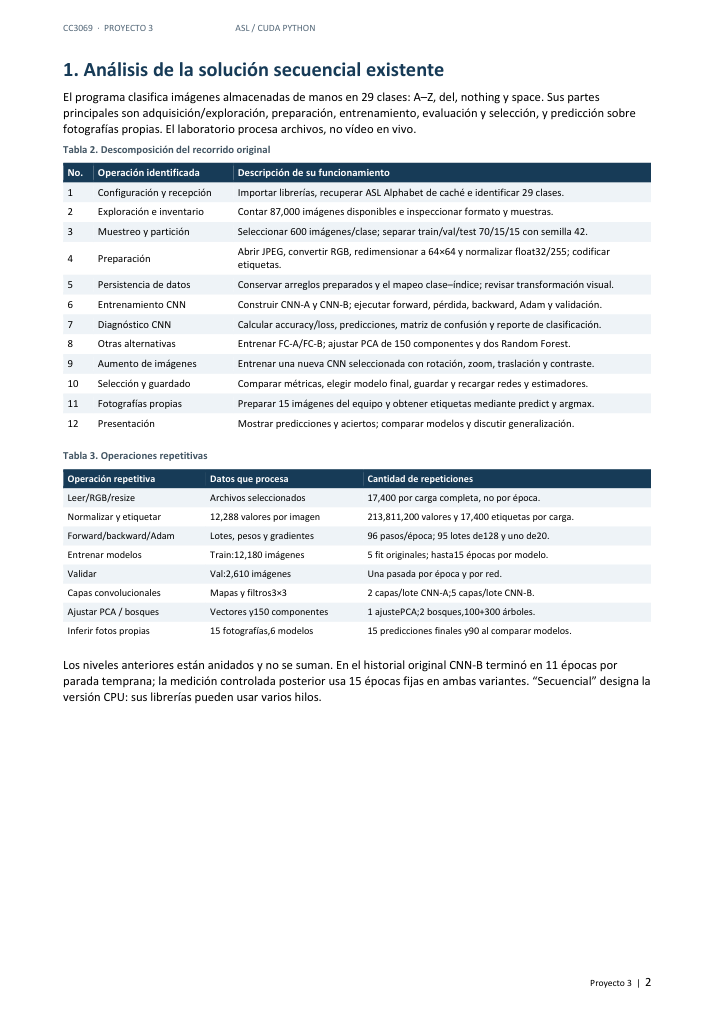 CC3069 · PROYECTO 3 ASL / CUDA PYTHON
1. Análisis de la solución secuencial existente
El programa clasifica imágenes almacenadas de manos en 29 clases: A–Z, del, nothing y space. Sus partes
principales son adquisición/exploración, preparación, entrenamiento, evaluación y selección, y predicción sobre
fotografías propias. El laboratorio procesa archivos, no vídeo en vivo.
Tabla 2. Descomposición del recorrido original
No. Operación identificada Descripción de su funcionamiento
1 Configuración y recepción Importar librerías, recuperar ASL Alphabet de caché e identificar 29 clases.
2 Exploración e inventario Contar 87,000 imágenes disponibles e inspeccionar formato y muestras.
3 Muestreo y partición Seleccionar 600 imágenes/clase; separar train/val/test 70/15/15 con semilla 42.
4 Preparación Abrir JPEG, convertir RGB, redimensionar a 64×64 y normalizar float32/255; codificar
etiquetas.
5 Persistencia de datos Conservar arreglos preparados y el mapeo clase–índice; revisar transformación visual.
6 Entrenamiento CNN Construir CNN-A y CNN-B; ejecutar forward, pérdida, backward, Adam y validación.
7 Diagnóstico CNN Calcular accuracy/loss, predicciones, matriz de confusión y reporte de clasificación.
8 Otras alternativas Entrenar FC-A/FC-B; ajustar PCA de 150 componentes y dos Random Forest.
9 Aumento de imágenes Entrenar una nueva CNN seleccionada con rotación, zoom, traslación y contraste.
10 Selección y guardado Comparar métricas, elegir modelo final, guardar y recargar redes y estimadores.
11 Fotografías propias Preparar 15 imágenes del equipo y obtener etiquetas mediante predict y argmax.
12 Presentación Mostrar predicciones y aciertos; comparar modelos y discutir generalización.
Tabla 3. Operaciones repetitivas
Operación repetitiva Datos que procesa Cantidad de repeticiones
Leer/RGB/resize Archivos seleccionados 17,400 por carga completa, no por época.
Normalizar y etiquetar 12,288 valores por imagen 213,811,200 valores y 17,400 etiquetas por carga.
Forward/backward/Adam Lotes, pesos y gradientes 96 pasos/época; 95 lotes de128 y uno de20.
Entrenar modelos Train:12,180 imágenes 5 fit originales; hasta15 épocas por modelo.
Validar Val:2,610 imágenes Una pasada por época y por red.
Capas convolucionales Mapas y filtros3×3 2 capas/lote CNN-A;5 capas/lote CNN-B.
Ajustar PCA / bosques Vectores y150 componentes 1 ajustePCA;2 bosques,100+300 árboles.
Inferir fotos propias 15 fotografías,6 modelos 15 predicciones finales y90 al comparar modelos.
Los niveles anteriores están anidados y no se suman. En el historial original CNN-B terminó en 11 épocas por
parada temprana; la medición controlada posterior usa 15 épocas fijas en ambas variantes. “Secuencial” designa la
versión CPU: sus librerías pueden usar varios hilos.
Proyecto 3 | 2